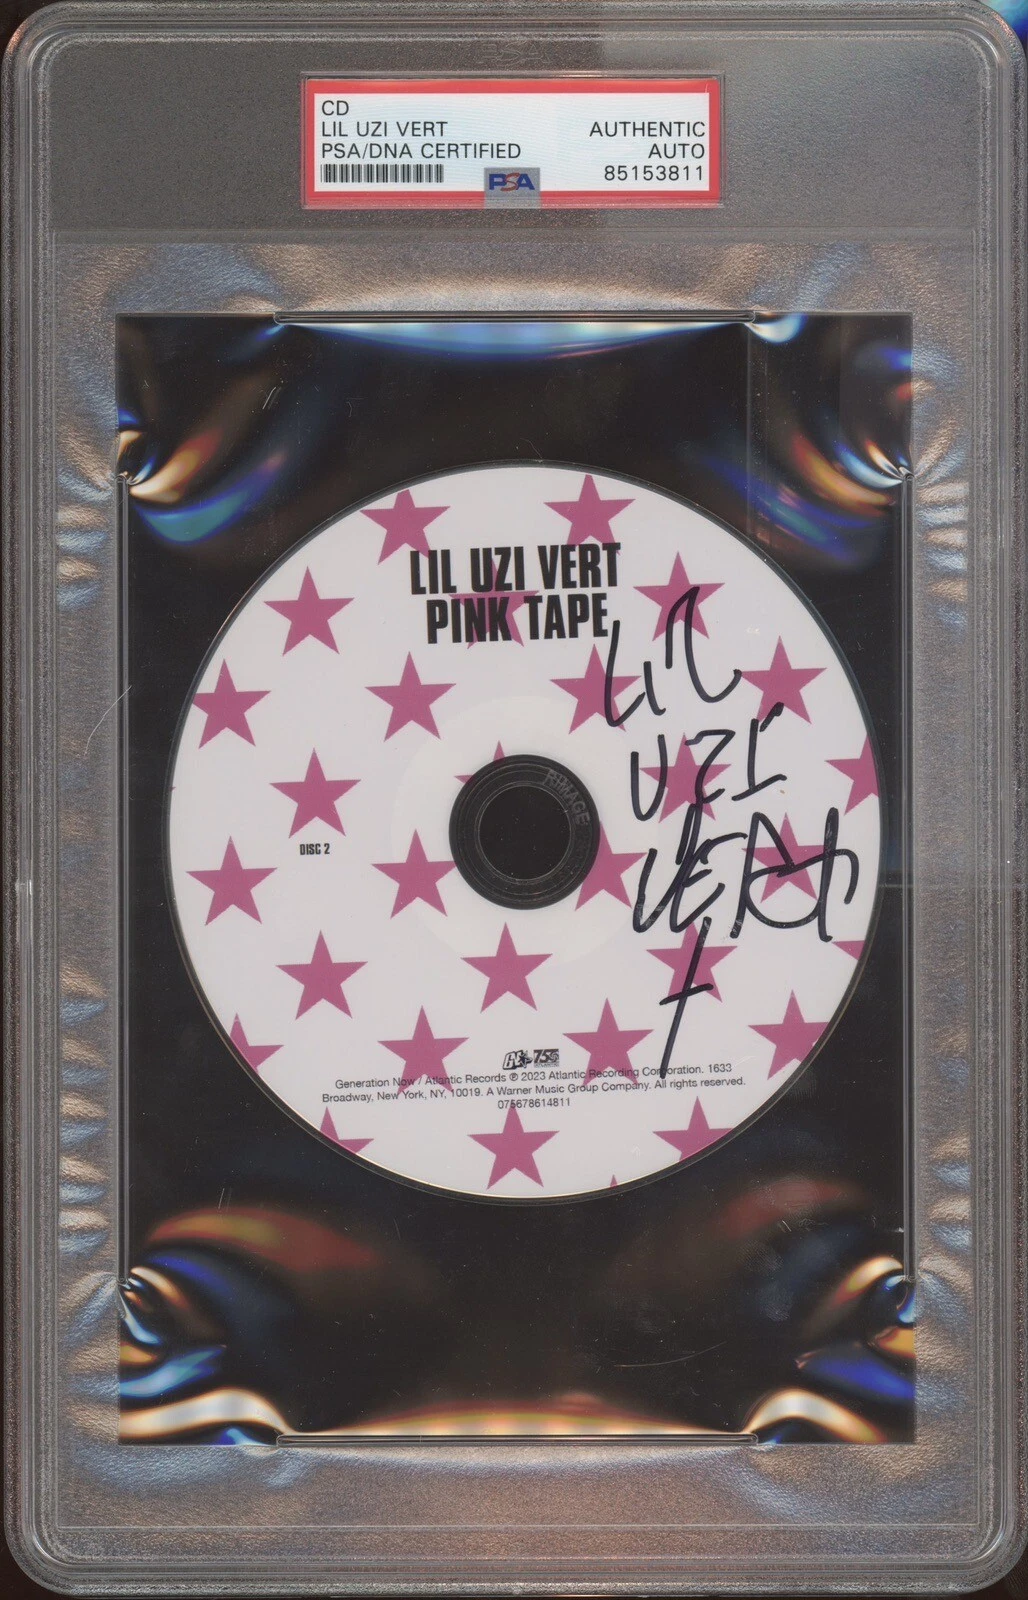 CD
LIL UZI VERT
PSA/DNA CERTIFIED
AUTHENTIC
AUTO
85153811
PSA
LIL UZI VERT
PINK TAPE
LIL
UZI
VERT
RIMAGE
DISC 2
75
Generation Now / Atlantic Records ℗ 2023 Atlantic Recording Corporation. 1633
Broadway, New York, NY, 10019. A Warner Music Group Company. All rights reserved.
075678614811